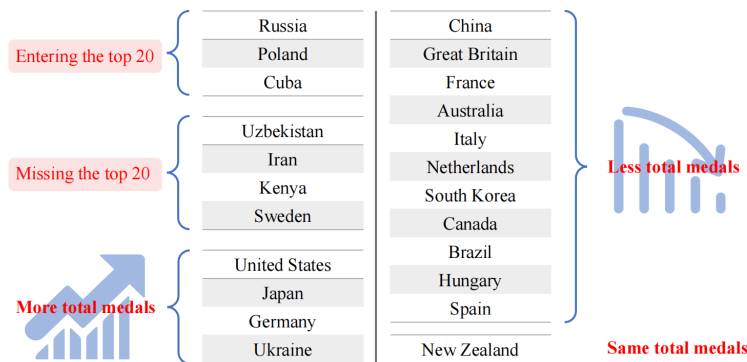 Entering the top 20
Russia
Poland
Cuba
Missing the top 20
Uzbekistan
Iran
Kenya
Sweden
More total medals
United States
Japan
Germany
Ukraine
China
Great Britain
France
Australia
Italy
Netherlands
South Korea
Canada
Brazil
Hungary
Spain
Less total medals
New Zealand
Same total medals